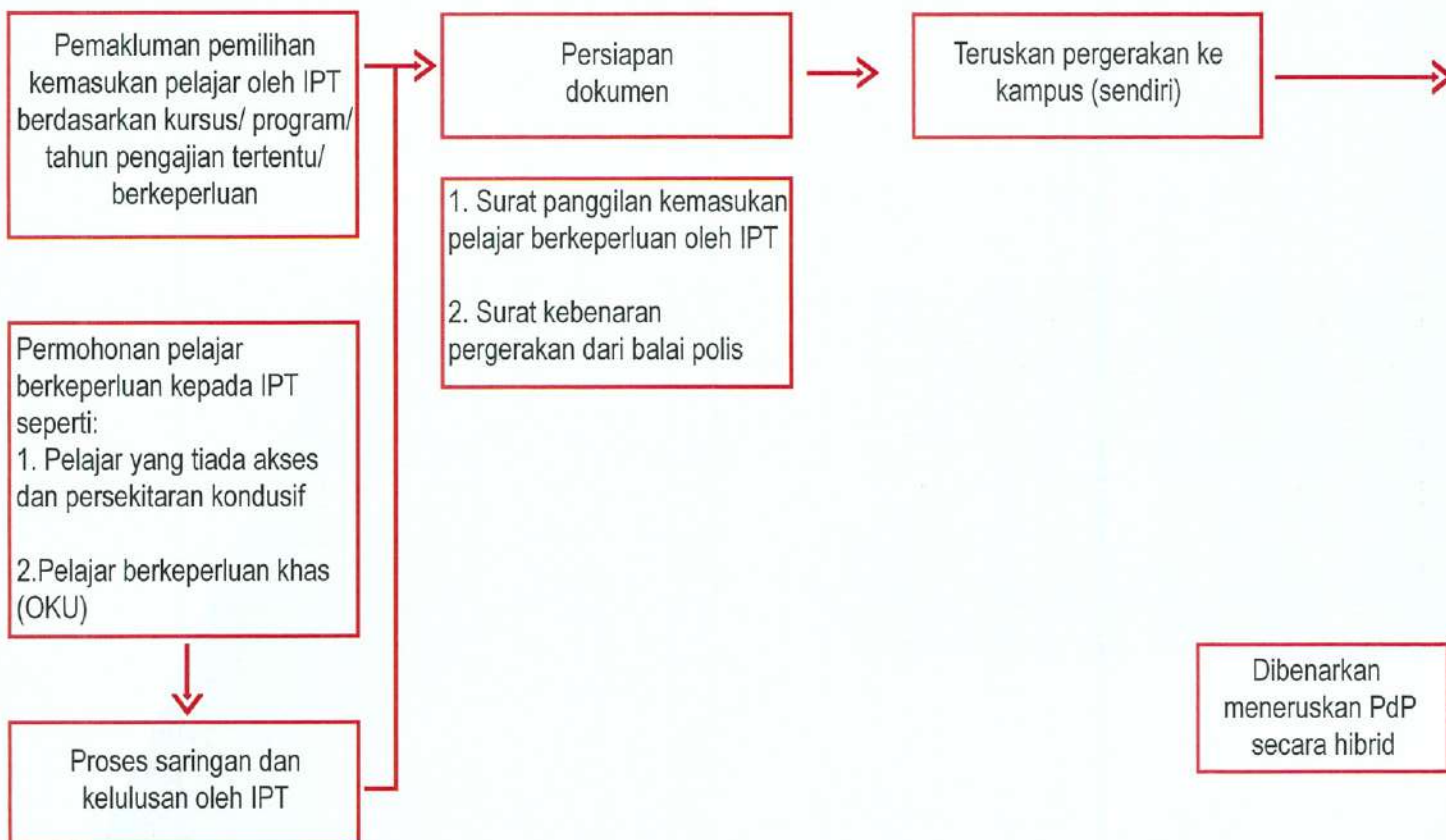 Pemakluman pemilihan
kemasukan pelajar oleh IPT
berdasarkan kursus/ program/
tahun pengajian tertentu/
berkeperluan
Persiapan
dokumen
Teruskan pergerakan ke
kampus (sendiri)
1. Surat panggilan kemasukan
pelajar berkeperluan oleh IPT
2. Surat kebenaran
pergerakan dari balai polis
Permohonan pelajar
berkeperluan kepada IPT
seperti:
1. Pelajar yang tiada akses
dan persekitaran kondusif
2.Pelajar berkeperluan khas
(OKU)
Proses saringan dan
kelulusan oleh IPT
Dibenarkan
meneruskan PdP
secara hibrid